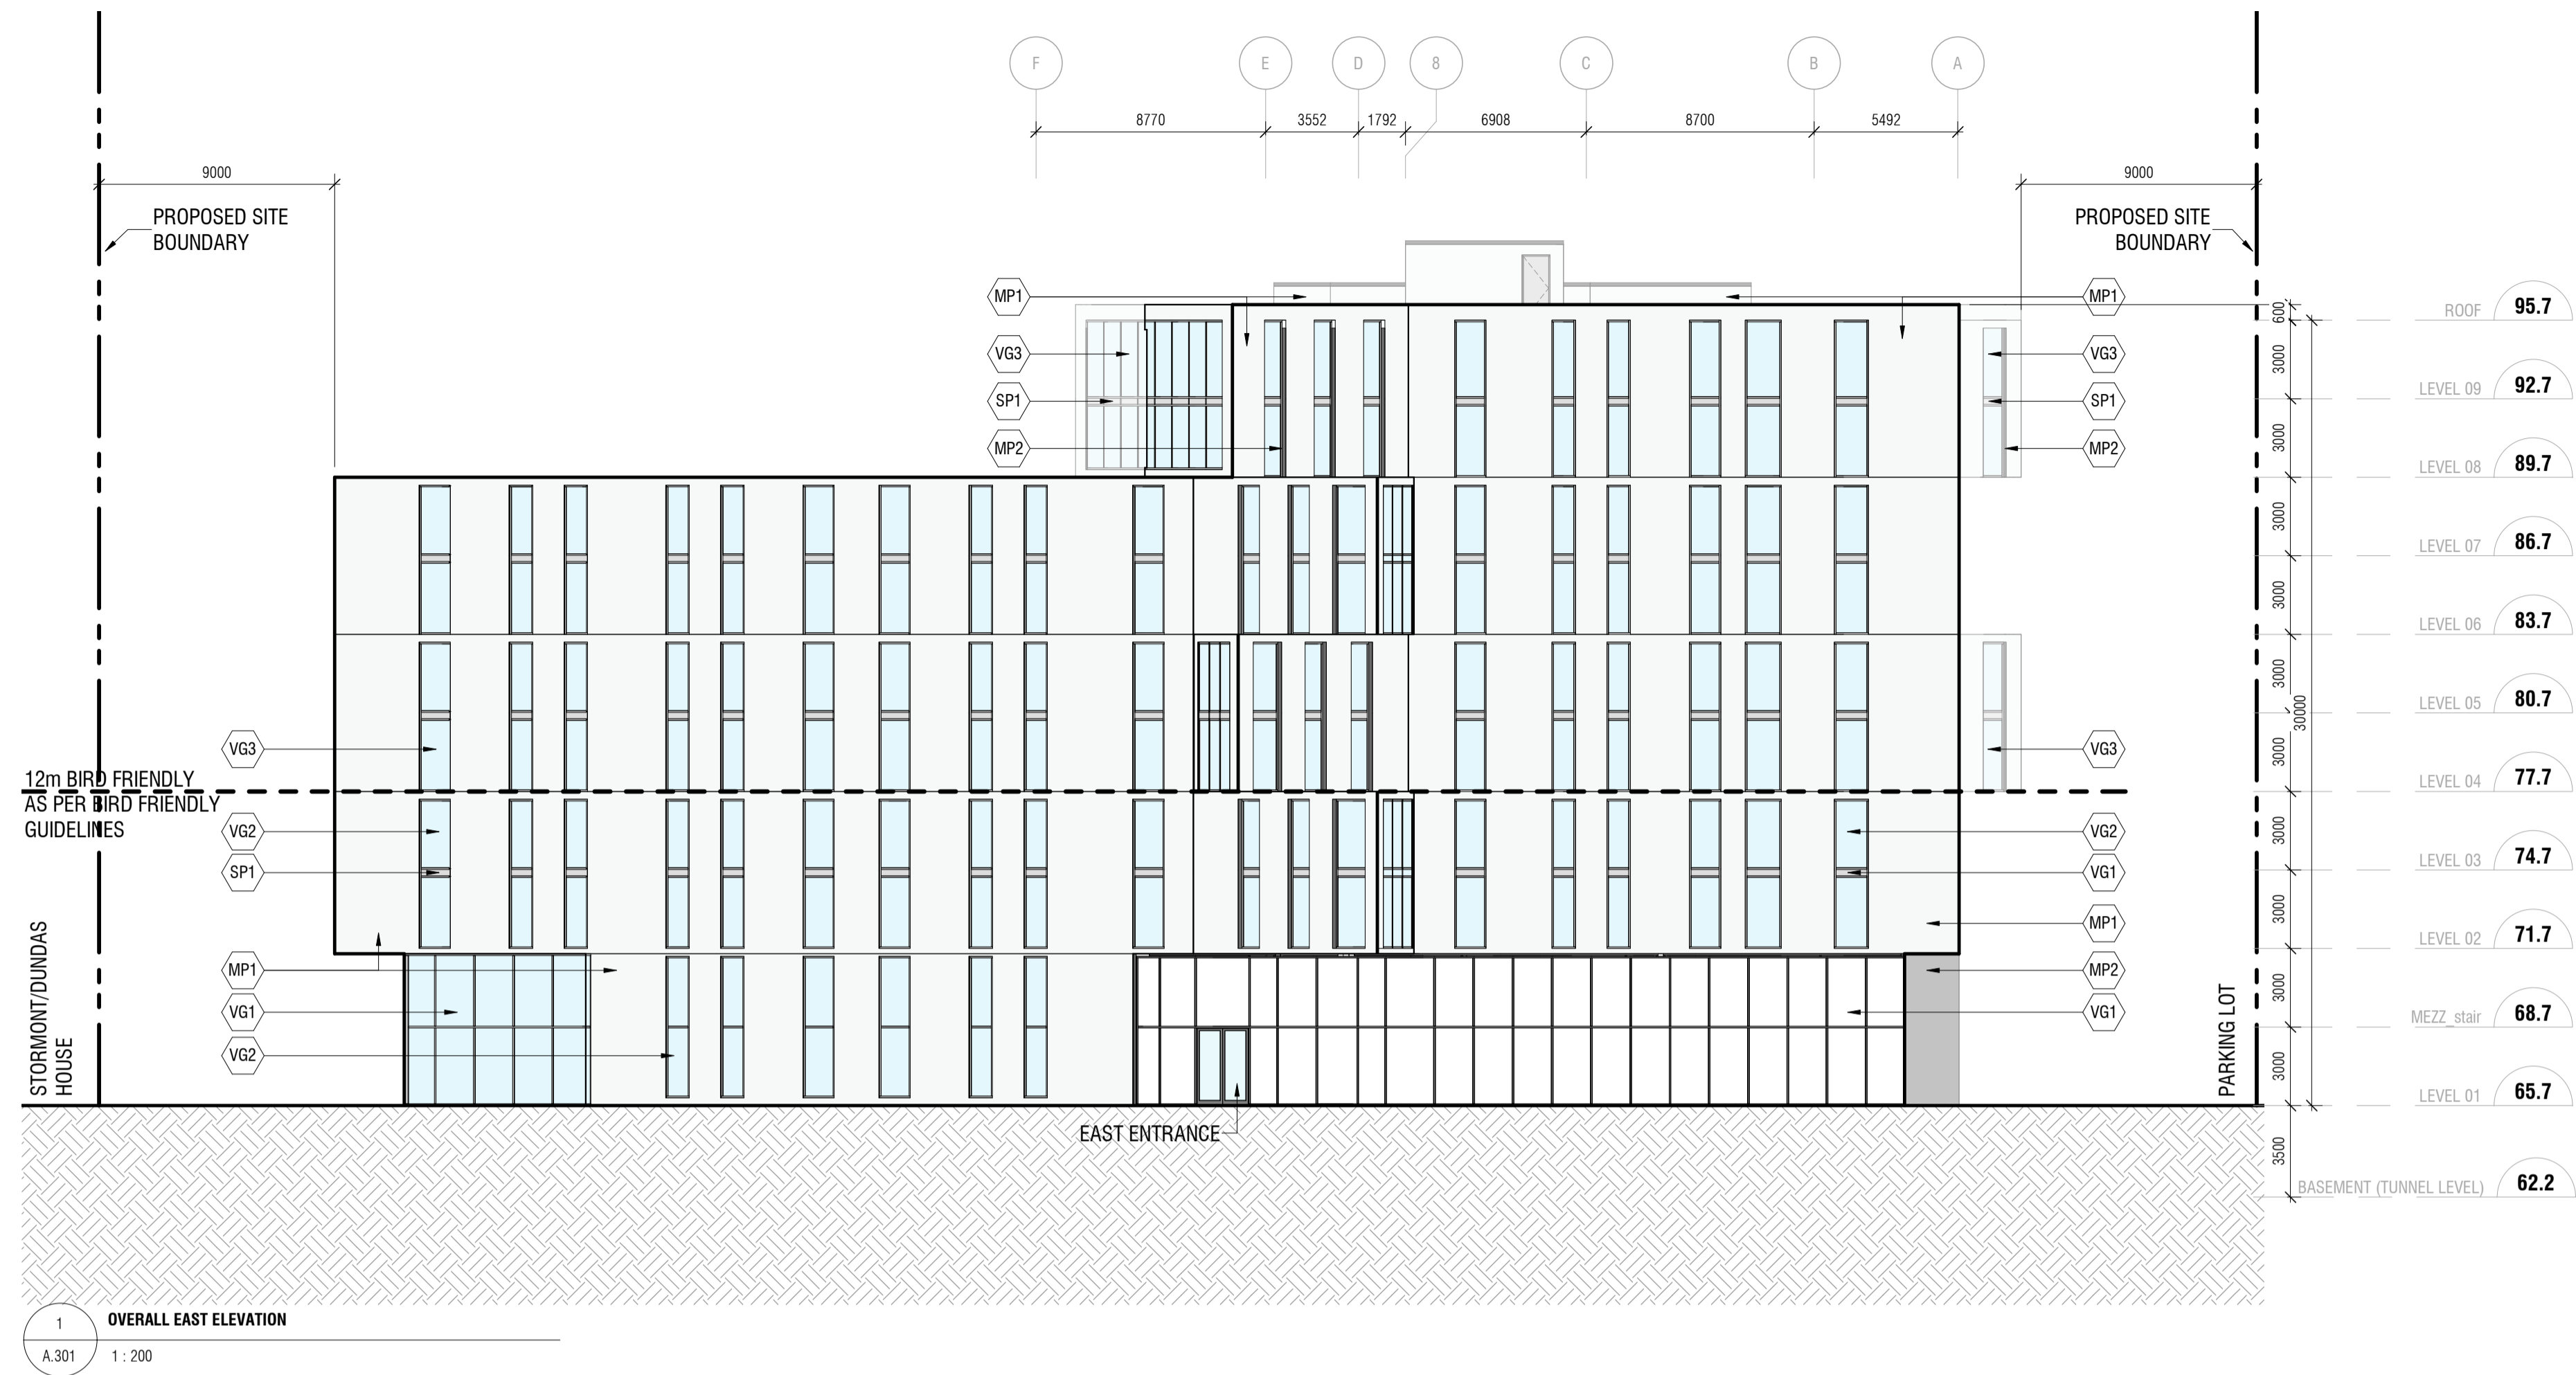 F
E
D
8
C
B
A
8770
3552
1792
6908
8700
5492
9000
9000
PROPOSED SITE
BOUNDARY
PROPOSED SITE
BOUNDARY
MP1
VG3
SP1
MP2
MP1
VG3
SP1
MP2
VG3
12m BIRD FRIENDLY
AS PER BIRD FRIENDLY
GUIDELINES
VG2
SP1
MP1
VG1
VG2
VG3
VG2
VG1
MP1
MP2
VG1
STORMONT/DUNDAS
HOUSE
PARKING LOT
EAST ENTRANCE
600
3000
3000
3000
3000
3000
3000
3000
3000
3000
3000
3500
30000
ROOF 95.7
LEVEL 09 92.7
LEVEL 08 89.7
LEVEL 07 86.7
LEVEL 06 83.7
LEVEL 05 80.7
LEVEL 04 77.7
LEVEL 03 74.7
LEVEL 02 71.7
MEZZ_stair 68.7
LEVEL 01 65.7
BASEMENT (TUNNEL LEVEL) 62.2
1
OVERALL EAST ELEVATION
A.301
1 : 200